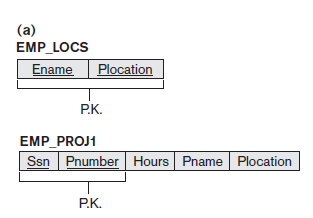 (a)
EMP_LOCS
Ename Plocation
P.K.
EMP_PROJ1
Ssn Pnumber Hours Pname Plocation
P.K.